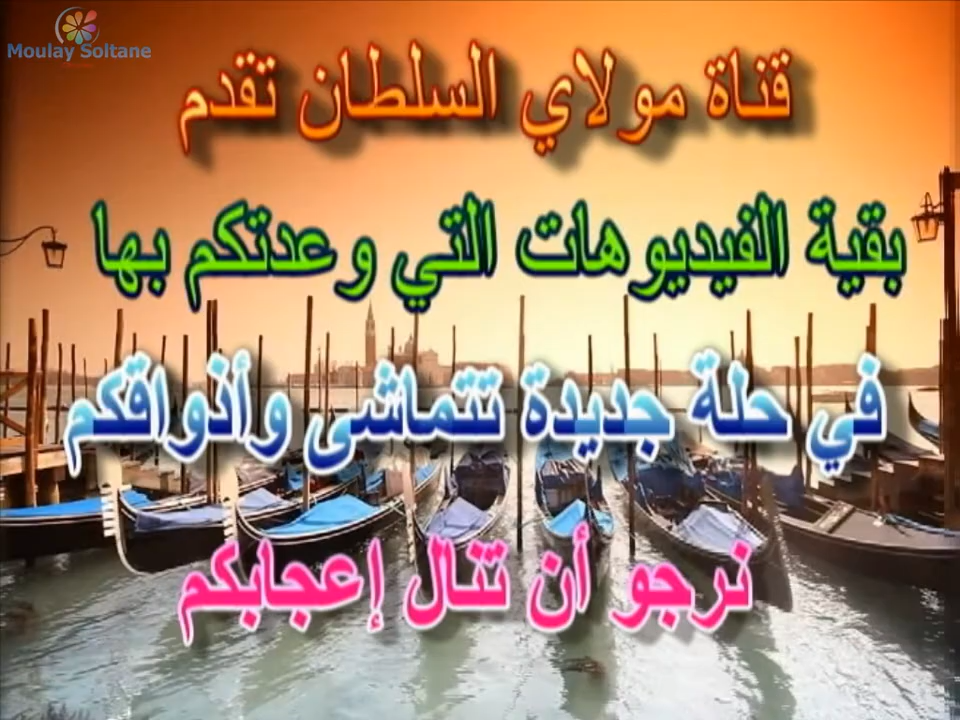 Moulay Soltane
قناة مولاي السلطان تقدم
بقية الفيديوهات التي وعدتكم بها
في حلة جديدة تتماشى وأذواقكم
نرجو أن تنال إعجابكم